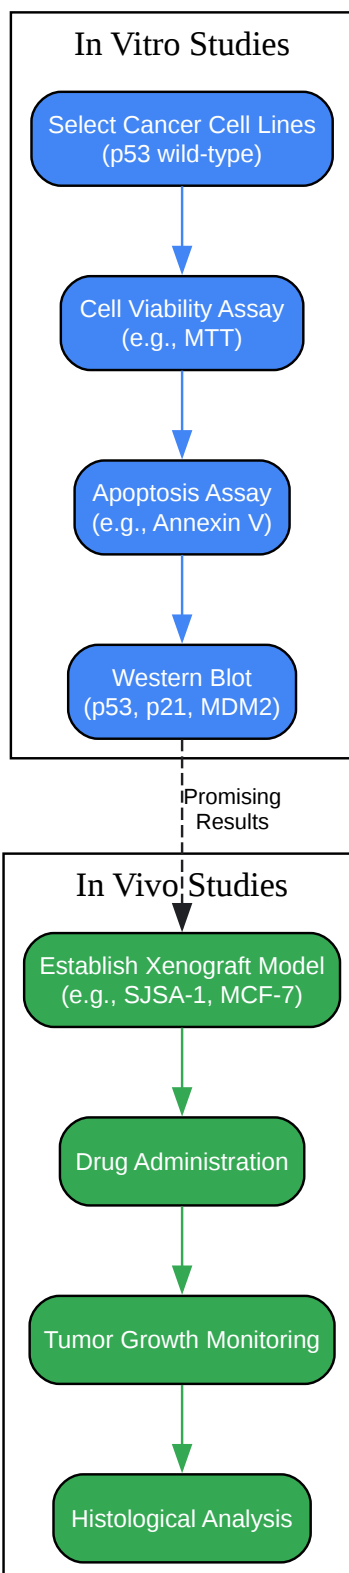 In Vitro Studies
Select Cancer Cell Lines
(p53 wild-type)
Cell Viability Assay
(e.g., MTT)
Apoptosis Assay
(e.g., Annexin V)
Western Blot
(p53, p21, MDM2)
Promising
Results
In Vivo Studies
Establish Xenograft Model
(e.g., SJSA-1, MCF-7)
Drug Administration
Tumor Growth Monitoring
Histological Analysis